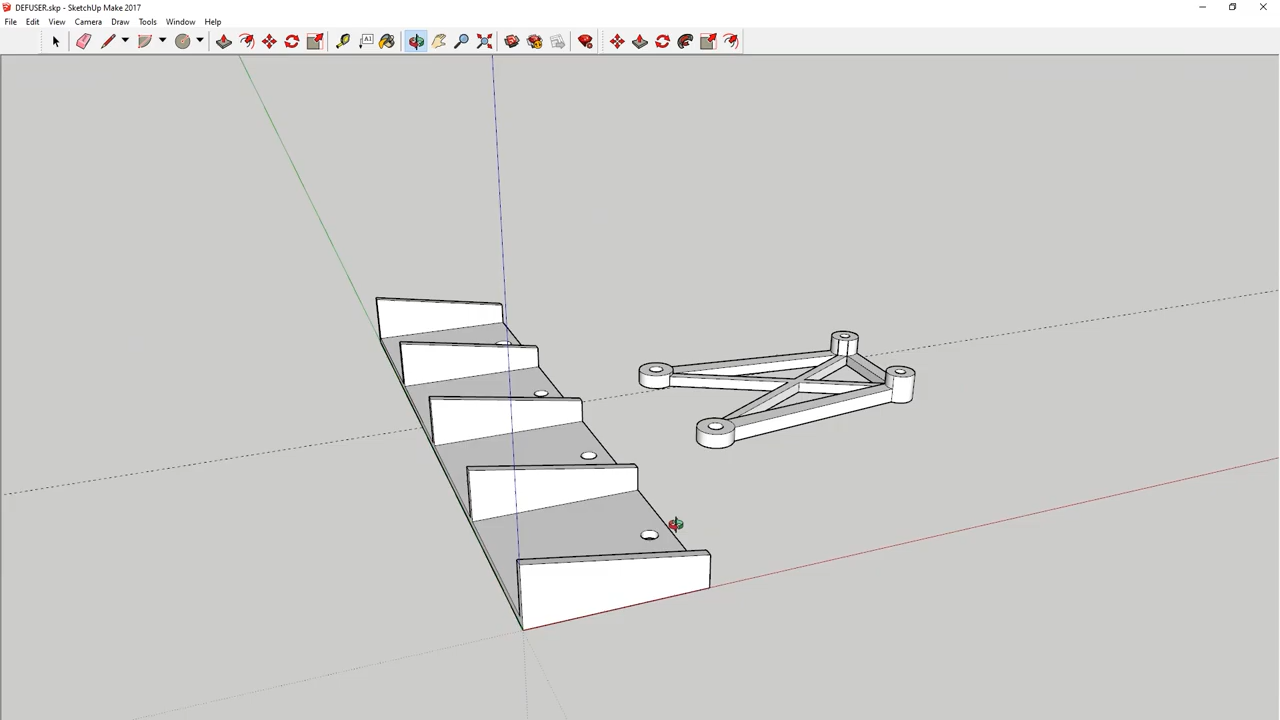 DEFUSER.skp - SketchUp Make 2017
File Edit View Camera Draw Tools Window Help